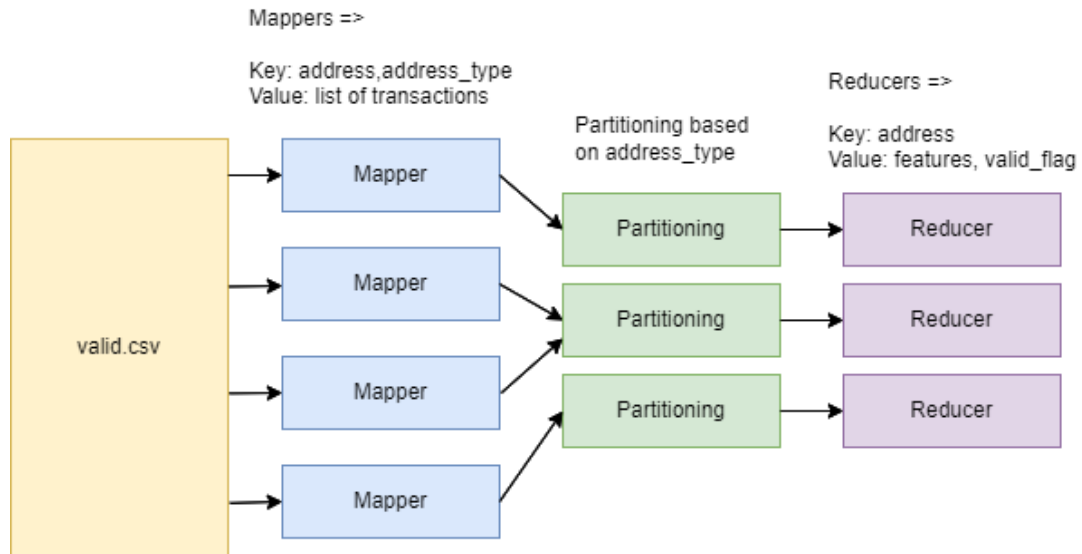 Mappers =>
Key: address,address_type
Value: list of transactions
Reducers =>
Key: address
Value: features, valid_flag
Partitioning based
on address_type
valid.csv
Mapper
Mapper
Mapper
Mapper
Partitioning
Partitioning
Partitioning
Reducer
Reducer
Reducer